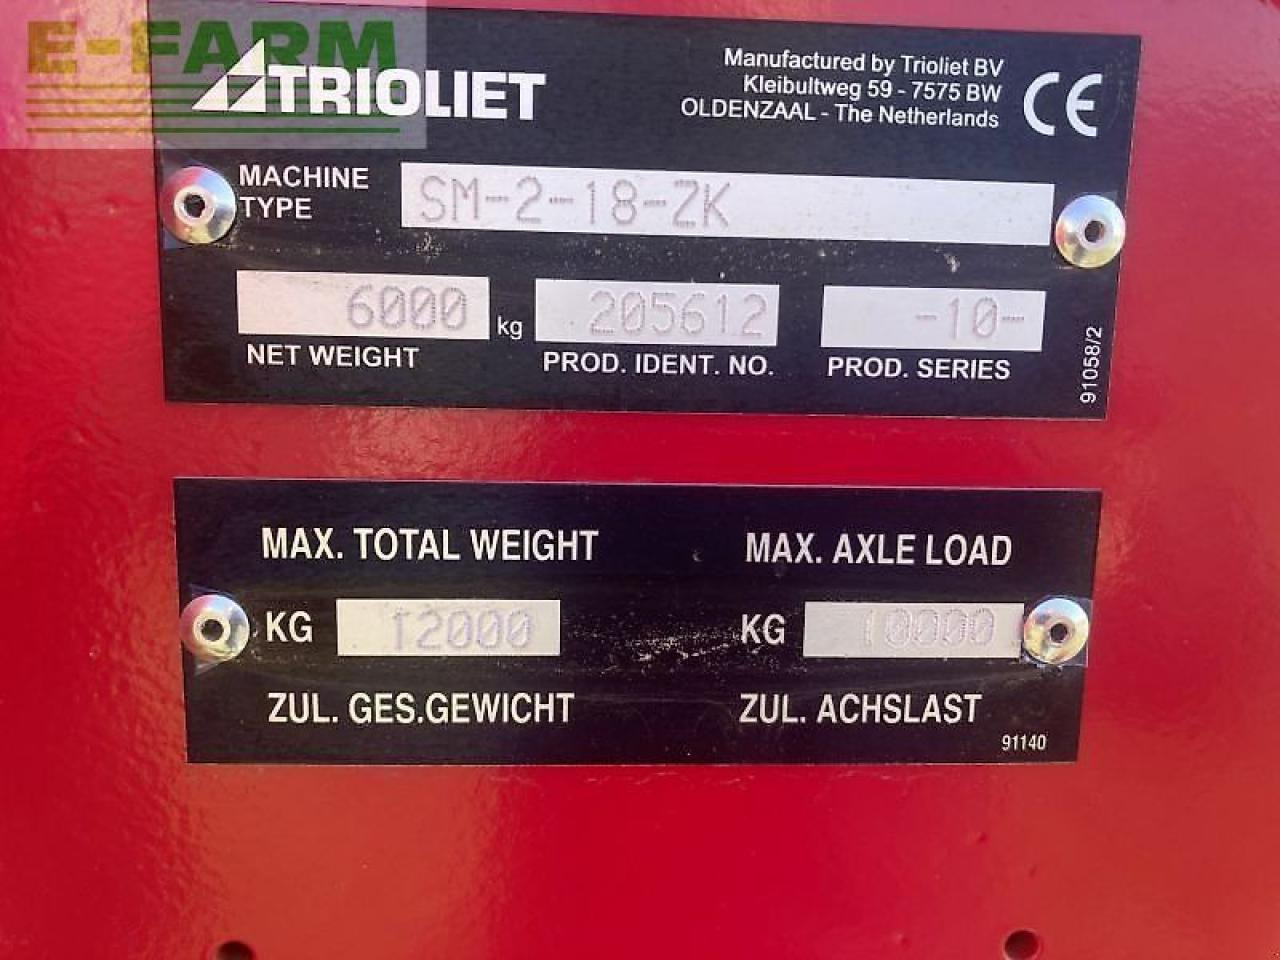 E-FARM
TRIOLIET
Manufactured by Trioliet BV
Kleibultweg 59 - 7575 BW
OLDENZAAL - The Netherlands
CE
MACHINE
TYPE
SM-2-18-ZK
6000 kg
205612
-10-
NET WEIGHT
PROD. IDENT. NO.
PROD. SERIES
91058/2
MAX. TOTAL WEIGHT
MAX. AXLE LOAD
KG 12000
KG 10000
ZUL. GES.GEWICHT
ZUL. ACHSLAST
91140